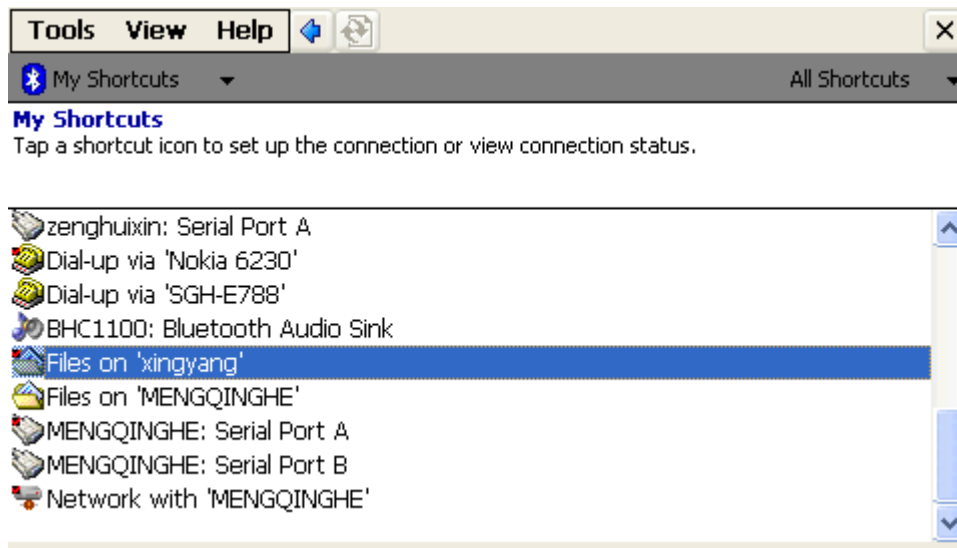 Tools View Help
My Shortcuts All Shortcuts
My Shortcuts
Tap a shortcut icon to set up the connection or view connection status.
zenghuixin: Serial Port A
Dial-up via 'Nokia 6230'
Dial-up via 'SGH-E788'
BHC1100: Bluetooth Audio Sink
Files on 'xingyang'
Files on 'MENGQINGHE'
MENGQINGHE: Serial Port A
MENGQINGHE: Serial Port B
Network with 'MENGQINGHE'